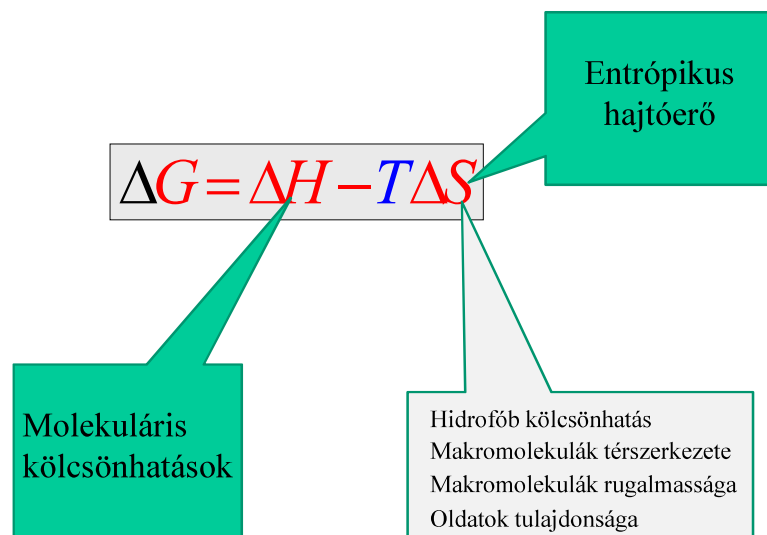 Entrópikus
hajtóerő
ΔG = ΔH − TΔS
Molekuláris
kölcsönhatások
Hidrofób kölcsönhatás
Makromolekulák térszerkezete
Makromolekulák rugalmassága
Oldatok tulajdonsága